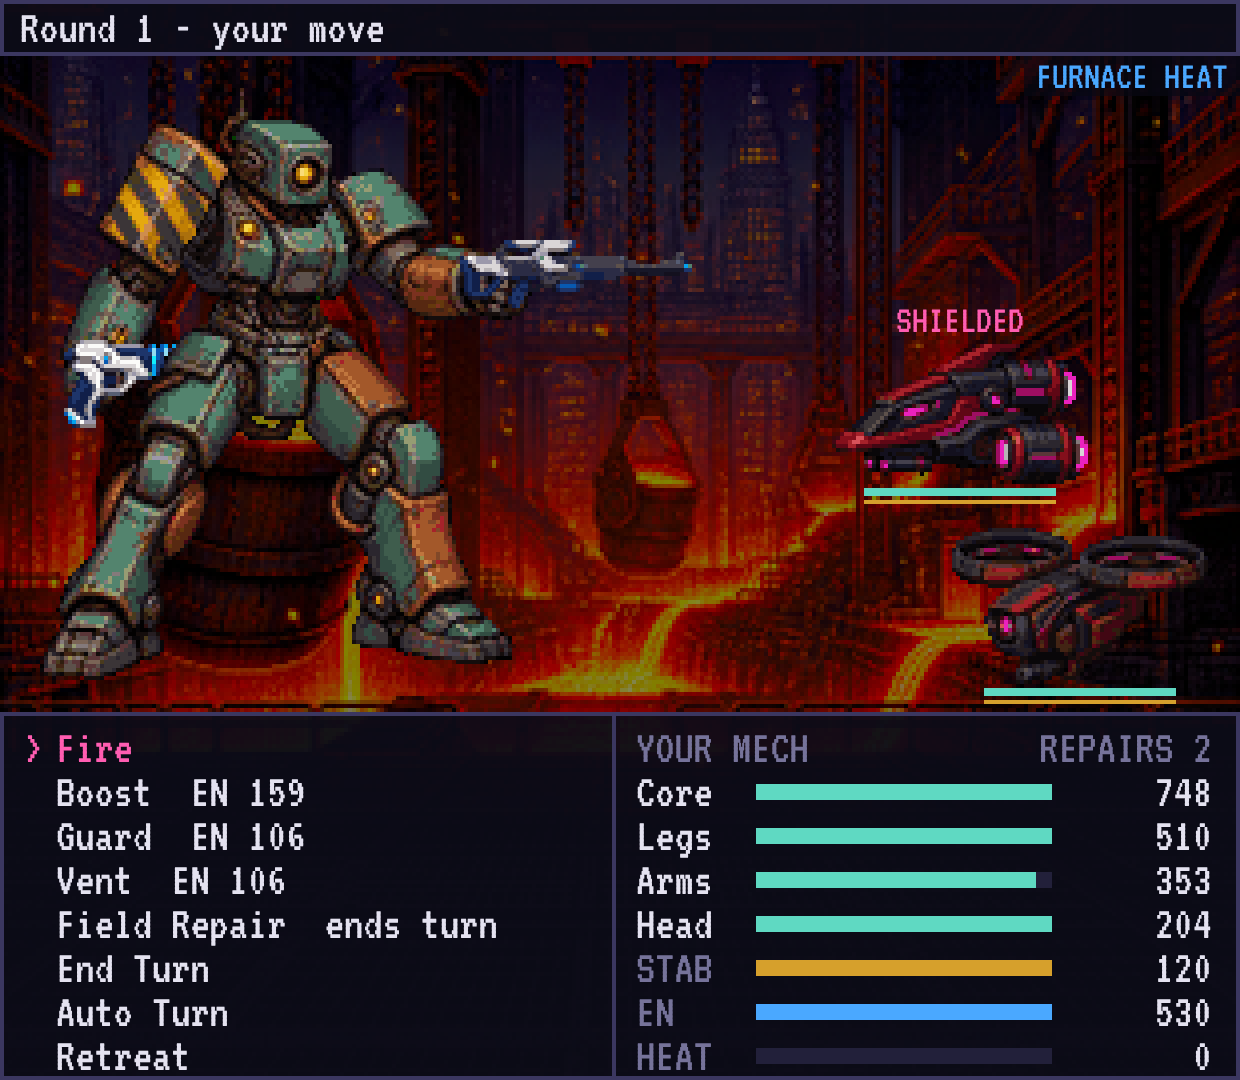 Round 1 - your move
FURNACE HEAT
SHIELDED
> Fire
Boost EN 159
Guard EN 106
Vent EN 106
Field Repair ends turn
End Turn
Auto Turn
Retreat
YOUR MECH REPAIRS 2
Core 748
Legs 510
Arms 353
Head 204
STAB 120
EN 530
HEAT 0